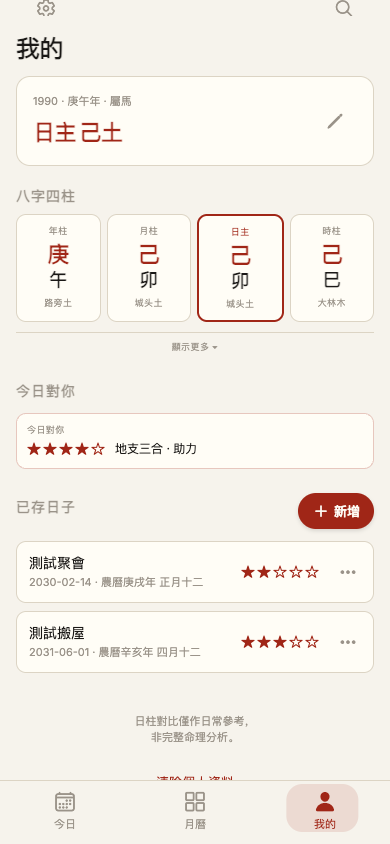 我的
1990 · 庚午年 · 屬馬
日主 己土
八字四柱
年柱 月柱 日主 時柱
庚 己 己 己
午 卯 卯 巳
路旁土 城头土 城头土 大林木
顯示更多
今日對你
今日對你
地支三合 · 助力
已存日子
新增
測試聚會
2030-02-14 · 農曆庚戌年 正月十二
測試搬屋
2031-06-01 · 農曆辛亥年 四月十二
日柱對比僅作日常參考，
非完整命理分析。
清除個人資料
今日 月曆 我的